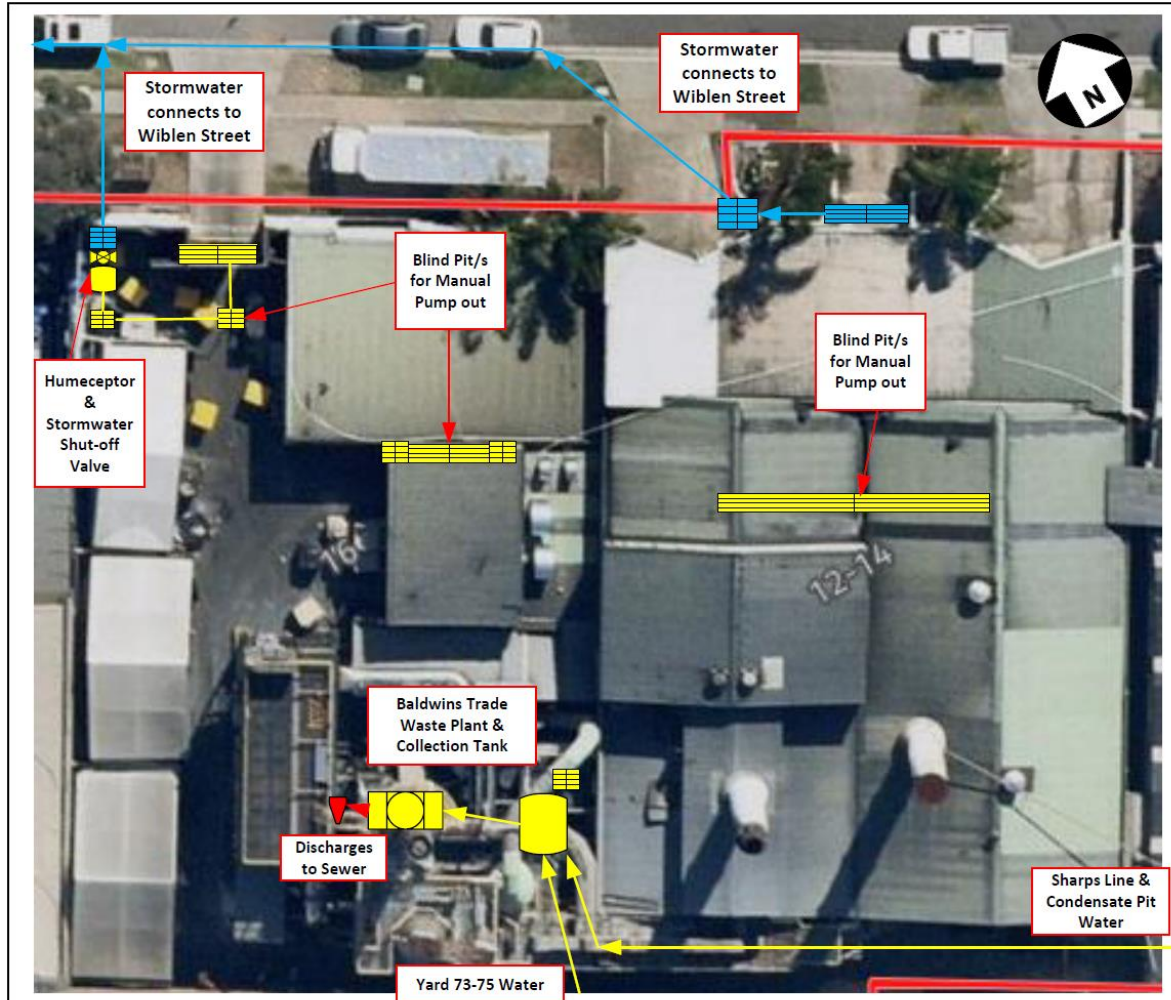 Stormwater
connects to
Wiblen Street
Stormwater
connects to
Wiblen Street
N
Blind Pit/s
for Manual
Pump out
Blind Pit/s
for Manual
Pump out
Humeceptor
&
Stormwater
Shut-off
Valve
16
12-14
Baldwins Trade
Waste Plant &
Collection Tank
Discharges
to Sewer
Sharps Line &
Condensate Pit
Water
Yard 73-75 Water